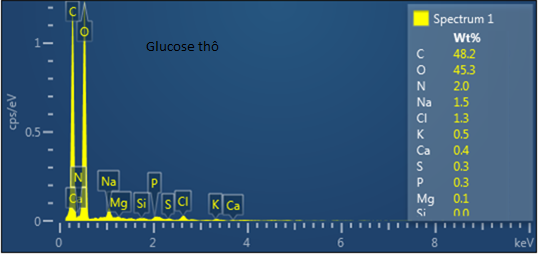 Glucose thô
Spectrum 1
Wt%
C 48.2
O 45.3
N 2.0
Na 1.5
Cl 1.3
K 0.5
Ca 0.4
S 0.3
P 0.3
Mg 0.1
Si 0.0
cps/eV
1
0.5
0
C
O
N
Ca
Na
Mg
Si
P
S
Cl
K
Ca
0 2 4 6 8 keV